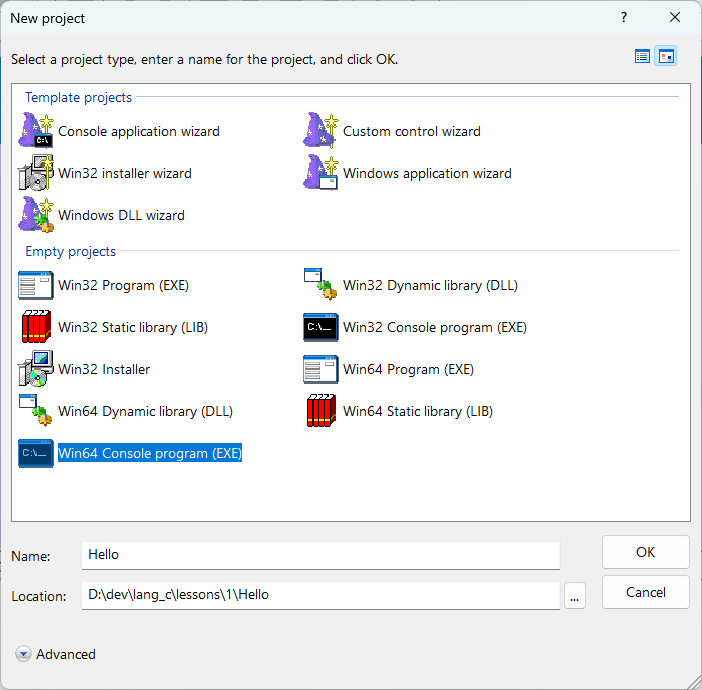 New project
?
Select a project type, enter a name for the project, and click OK.
Template projects
Console application wizard
Custom control wizard
Win32 installer wizard
Windows application wizard
Windows DLL wizard
Empty projects
Win32 Program (EXE)
Win32 Dynamic library (DLL)
Win32 Static library (LIB)
C:\_
Win32 Console program (EXE)
Win32 Installer
Win64 Program (EXE)
Win64 Dynamic library (DLL)
Win64 Static library (LIB)
C:\_
Win64 Console program (EXE)
Name:
Hello
OK
Location:
D:\dev\lang_c\lessons\1\Hello
...
Cancel
Advanced